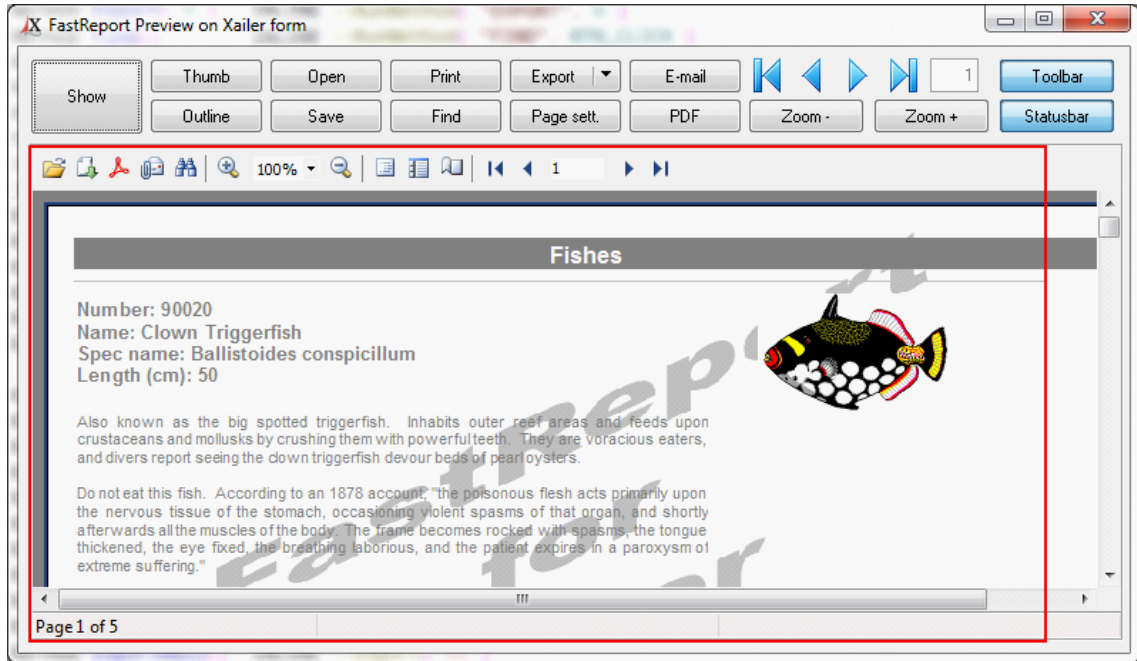 FastReport Preview on Xailer form
Show
Thumb Open Print Export E-mail 1 Toolbar
Outline Save Find Page sett. PDF Zoom - Zoom + Statusbar
100% 1
Fishes
Number: 90020
Name: Clown Triggerfish
Spec name: Ballistoides conspicillum
Length (cm): 50
Also known as the big spotted triggerfish. Inhabits outer reef areas and feeds upon
crustaceans and mollusks by crushing them with powerful teeth. They are voracious eaters,
and divers report seeing the clown triggerfish devour beds of pearl oysters.
Do not eat this fish. According to an 1878 account, "the poisonous flesh acts primarily upon
the nervous tissue of the stomach, occasioning violent spasms of that organ, and shortly
afterwards all the muscles of the body. The frame becomes rocked with spasms, the tongue
thickened, the eye fixed, the breathing laborious, and the patient expires in a paroxysm of
extreme suffering."
FastReport
for
Page 1 of 5